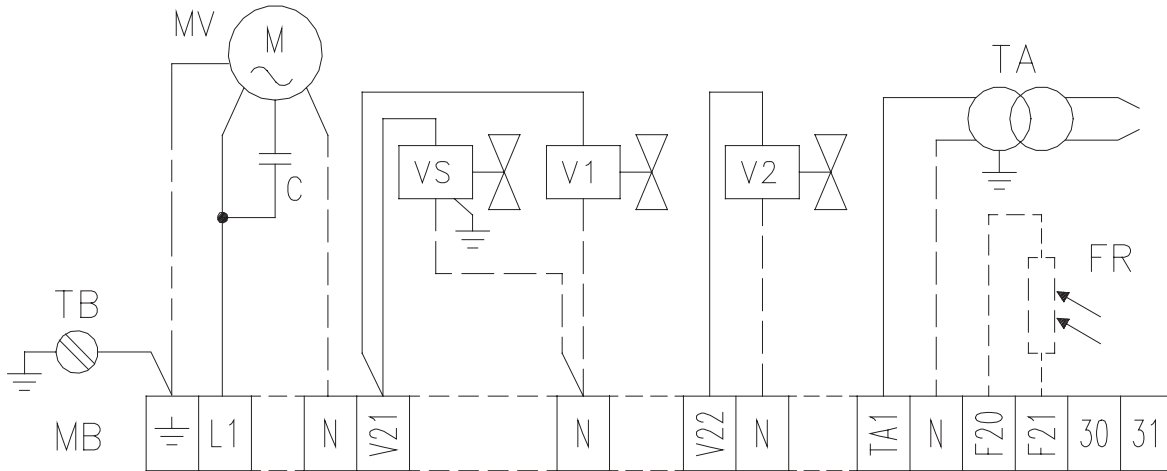 MV
M
TA
VS
V1
V2
C
FR
TB
MB
L1 N V21 N V22 N TA1 N F20 F21 30 31